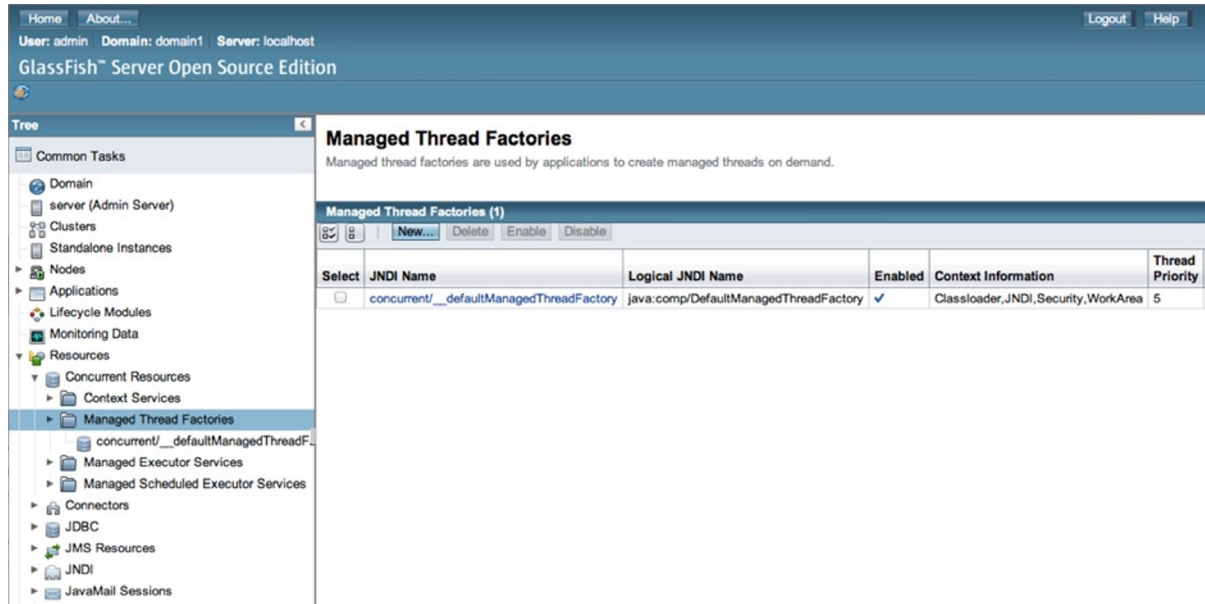 Home About... Logout Help
User: admin Domain: domain1 Server: localhost
GlassFish™ Server Open Source Edition
Tree
Common Tasks
Domain
server (Admin Server)
Clusters
Standalone Instances
Nodes
Applications
Lifecycle Modules
Monitoring Data
Resources
Concurrent Resources
Context Services
Managed Thread Factories
concurrent/__defaultManagedThreadF
Managed Executor Services
Managed Scheduled Executor Services
Connectors
JDBC
JMS Resources
JNDI
JavaMail Sessions
Managed Thread Factories
Managed thread factories are used by applications to create managed threads on demand.
Managed Thread Factories (1)
New... Delete Enable Disable
Select JNDI Name Logical JNDI Name Enabled Context Information Thread Priority
concurrent/__defaultManagedThreadFactory java:comp/DefaultManagedThreadFactory Classloader,JNDI,Security,WorkArea 5